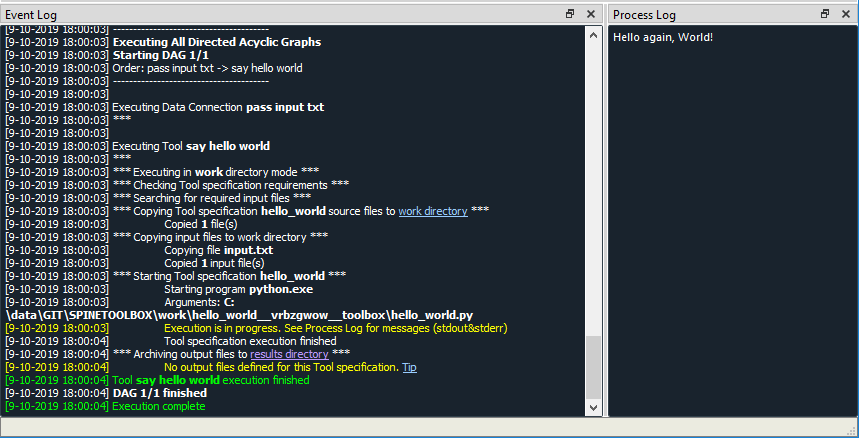 Event Log
[9-10-2019 18:00:03] ---------------------------------------
[9-10-2019 18:00:03] Executing All Directed Acyclic Graphs
[9-10-2019 18:00:03] Starting DAG 1/1
[9-10-2019 18:00:03] Order: pass input txt -> say hello world
[9-10-2019 18:00:03] ---------------------------------------
[9-10-2019 18:00:03]
[9-10-2019 18:00:03] Executing Data Connection pass input txt
[9-10-2019 18:00:03] ***
[9-10-2019 18:00:03]
[9-10-2019 18:00:03] Executing Tool say hello world
[9-10-2019 18:00:03] ***
[9-10-2019 18:00:03] *** Executing in work directory mode ***
[9-10-2019 18:00:03] *** Checking Tool specification requirements ***
[9-10-2019 18:00:03] *** Searching for required input files ***
[9-10-2019 18:00:03] *** Copying Tool specification hello_world source files to work directory ***
[9-10-2019 18:00:03] Copied 1 file(s)
[9-10-2019 18:00:03] *** Copying input files to work directory ***
[9-10-2019 18:00:03] Copying file input.txt
[9-10-2019 18:00:03] Copied 1 input file(s)
[9-10-2019 18:00:03] *** Starting Tool specification hello_world ***
[9-10-2019 18:00:03] Starting program python.exe
[9-10-2019 18:00:03] Arguments: C:
\data\GIT\SPINETOOLBOX\work\hello_world__vrbzgwow__toolbox\hello_world.py
[9-10-2019 18:00:03] Execution is in progress. See Process Log for messages (stdout&stderr)
[9-10-2019 18:00:04] Tool specification execution finished
[9-10-2019 18:00:04] *** Archiving output files to results directory ***
[9-10-2019 18:00:04] No output files defined for this Tool specification. Tip
[9-10-2019 18:00:04] Tool say hello world execution finished
[9-10-2019 18:00:04] DAG 1/1 finished
[9-10-2019 18:00:04] Execution complete
Process Log
Hello again, World!